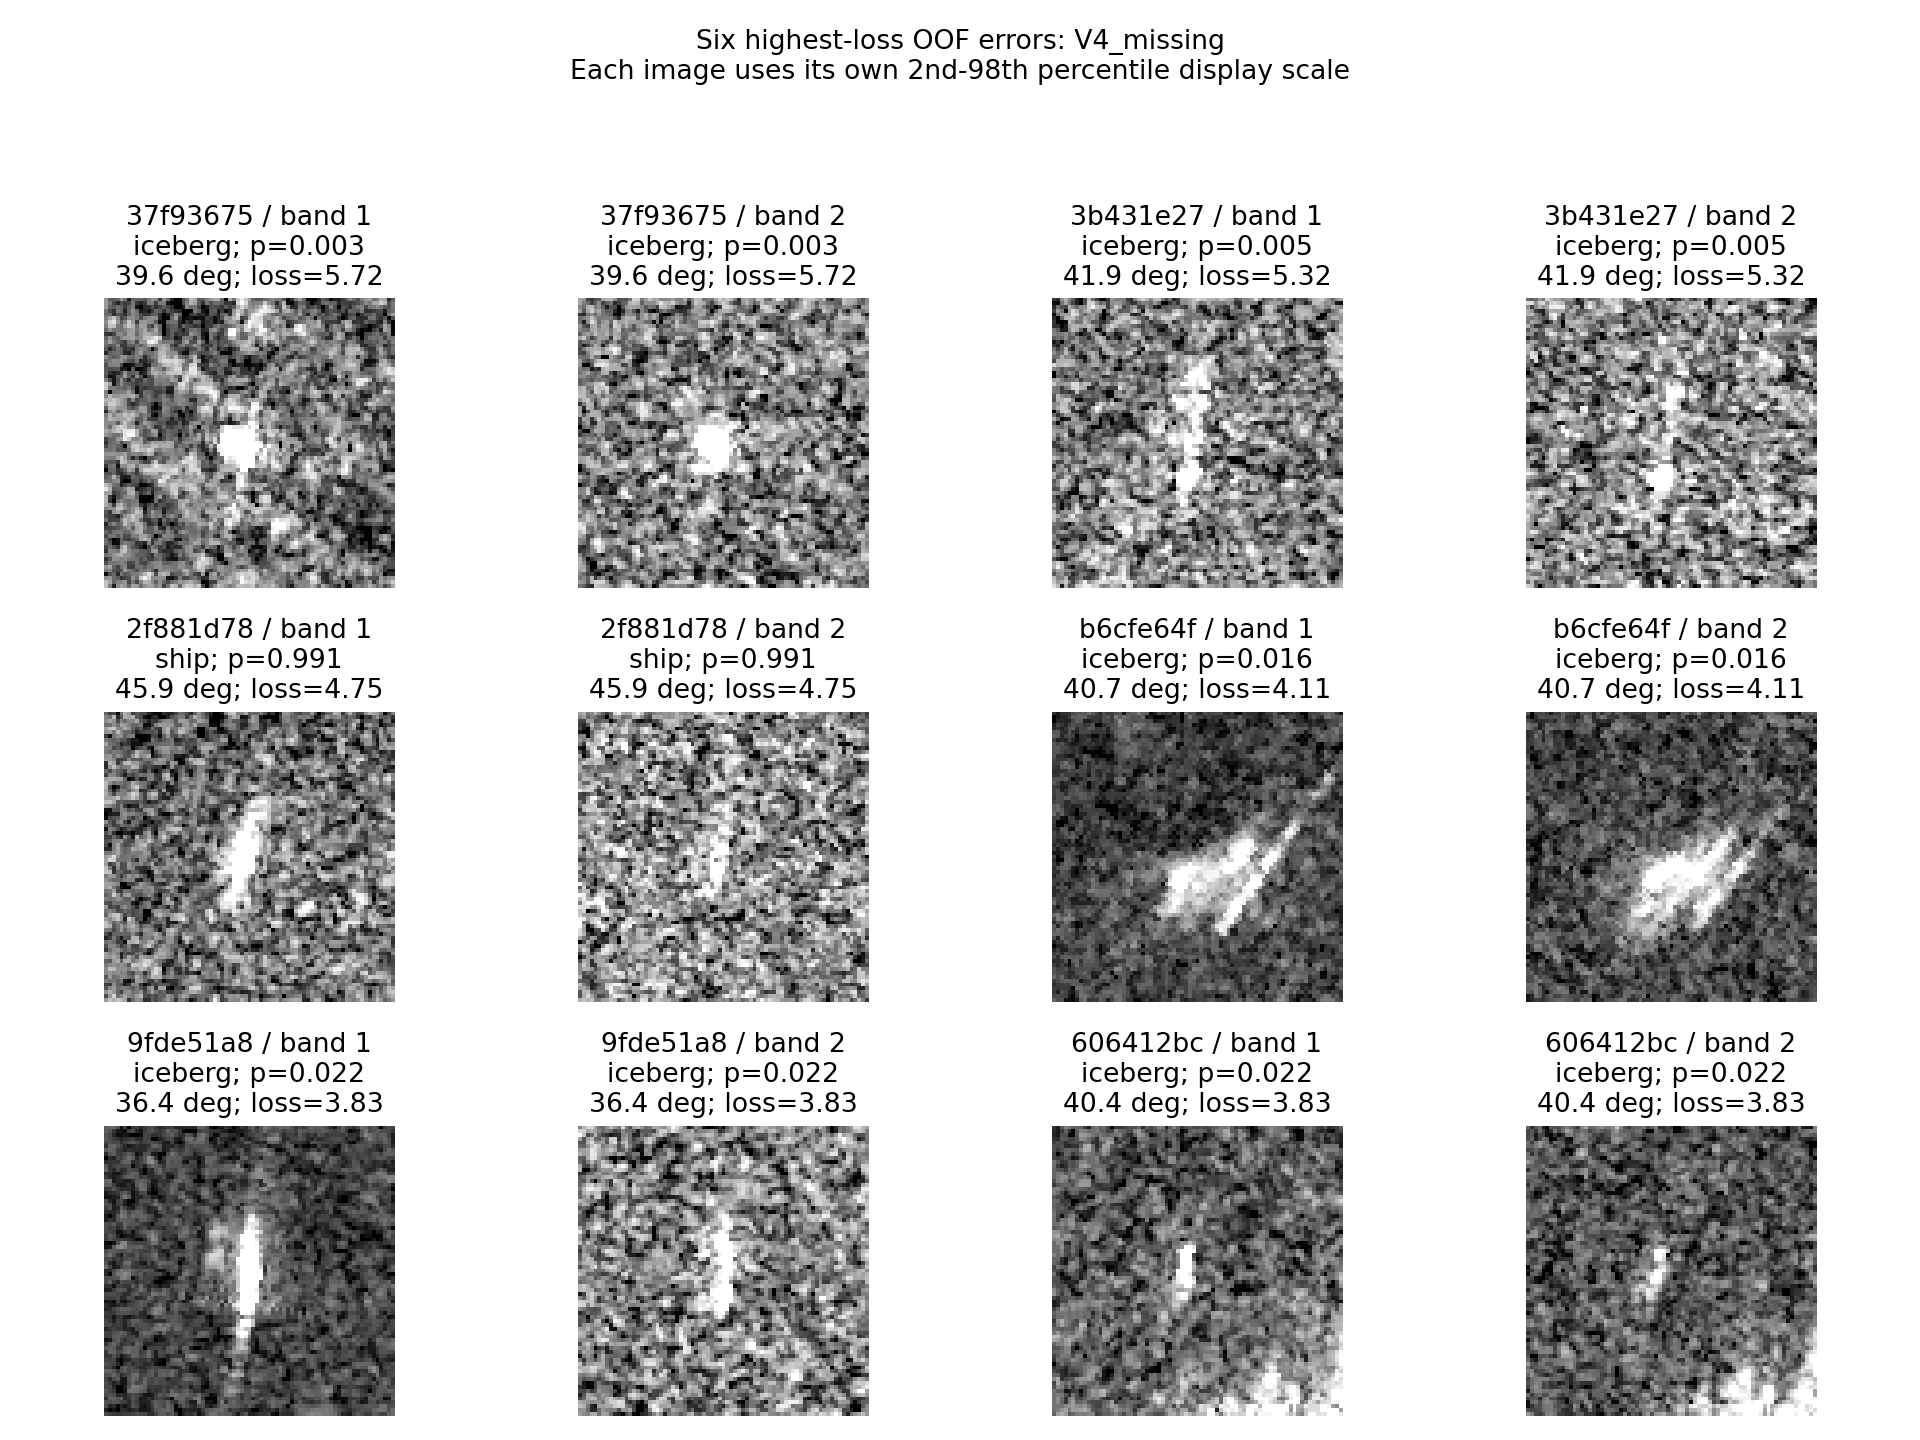 Six highest-loss OOF errors: V4_missing
Each image uses its own 2nd-98th percentile display scale
37f93675 / band 1
iceberg; p=0.003
39.6 deg; loss=5.72
37f93675 / band 2
iceberg; p=0.003
39.6 deg; loss=5.72
3b431e27 / band 1
iceberg; p=0.005
41.9 deg; loss=5.32
3b431e27 / band 2
iceberg; p=0.005
41.9 deg; loss=5.32
2f881d78 / band 1
ship; p=0.991
45.9 deg; loss=4.75
2f881d78 / band 2
ship; p=0.991
45.9 deg; loss=4.75
b6cfe64f / band 1
iceberg; p=0.016
40.7 deg; loss=4.11
b6cfe64f / band 2
iceberg; p=0.016
40.7 deg; loss=4.11
9fde51a8 / band 1
iceberg; p=0.022
36.4 deg; loss=3.83
9fde51a8 / band 2
iceberg; p=0.022
36.4 deg; loss=3.83
606412bc / band 1
iceberg; p=0.022
40.4 deg; loss=3.83
606412bc / band 2
iceberg; p=0.022
40.4 deg; loss=3.83